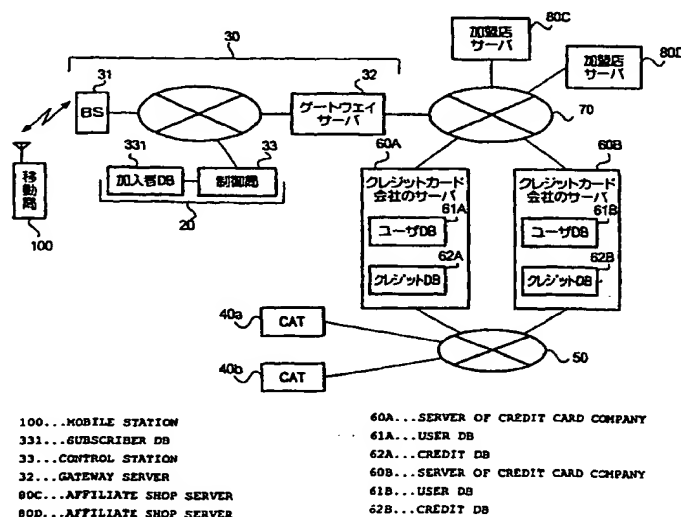 80C
加盟店
サーバ
加盟店
サーバ
80D
30
31
BS
32
ゲートウェイ
サーバ
70
331
加入者DB
33
制御局
20
移動局
100
60A
クレジットカード
会社のサーバ
61A
ユーザDB
62A
クレジットDB
60B
クレジットカード
会社のサーバ
61B
ユーザDB
62B
クレジットDB
40a
CAT
40b
CAT
50
100...MOBILE STATION
331...SUBSCRIBER DB
33...CONTROL STATION
32...GATEWAY SERVER
80C...AFFILIATE SHOP SERVER
80D...AFFILIATE SHOP SERVER
60A...SERVER OF CREDIT CARD COMPANY
61A...USER DB
62A...CREDIT DB
60B...SERVER OF CREDIT CARD COMPANY
61B...USER DB
62B...CREDIT DB